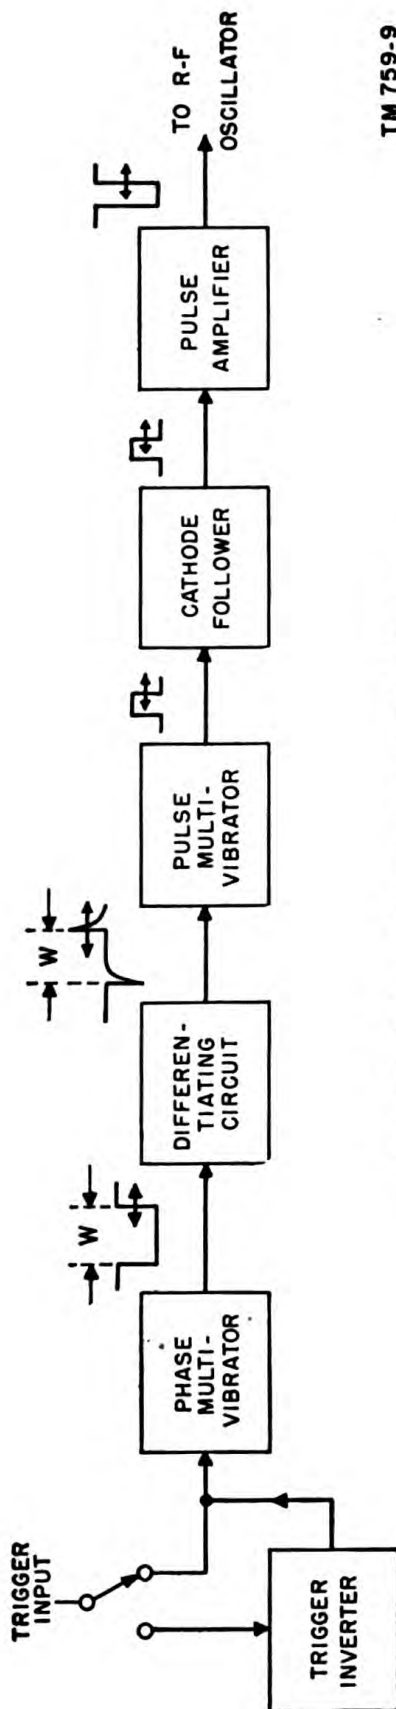 TRIGGER
INPUT
TRIGGER
INVERTER
PHASE
MULTI-
VIBRATOR
W
DIFFEREN-
TIATING
CIRCUIT
W
PULSE
MULTI-
VIBRATOR
CATHODE
FOLLOWER
PULSE
AMPLIFIER
TO R-F
OSCILLATOR
TM 759-9